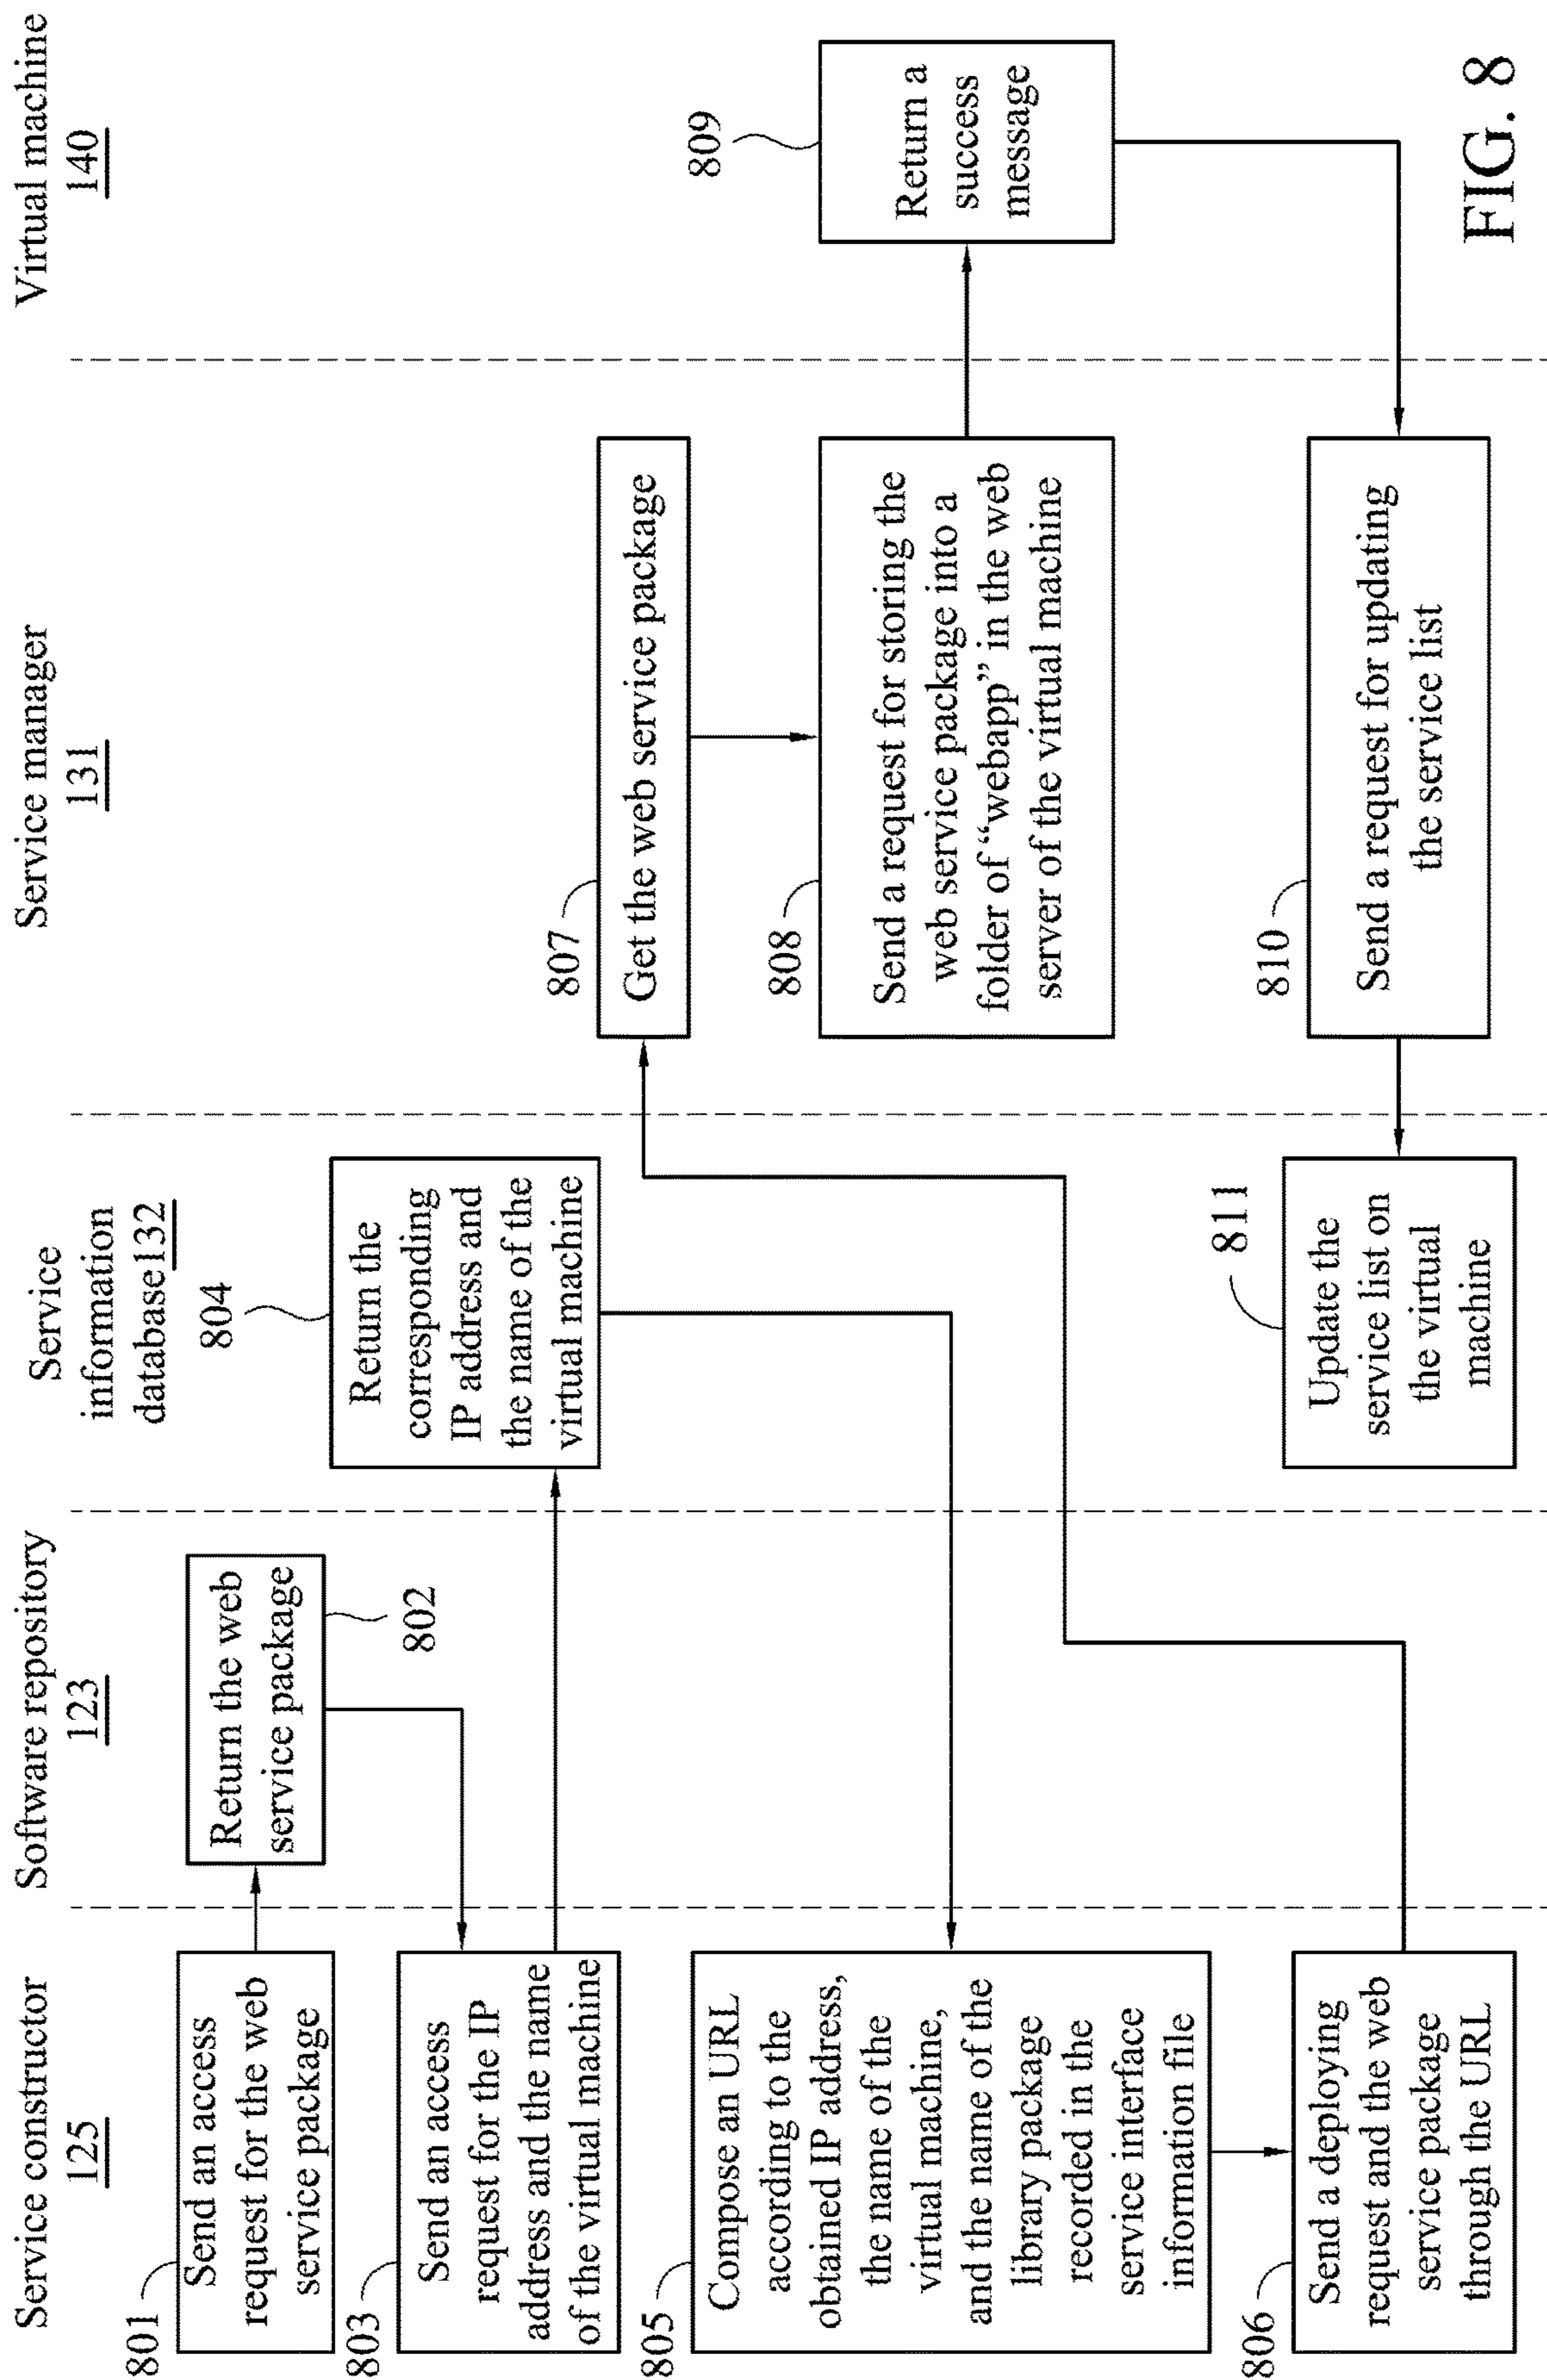 Service constructor
125
Software repository
123
Service
information
database132
Service manager
131
Virtual machine
140
801
Send an access
request for the web
service package
Return the web
service package
802
803
Send an access
request for the IP
address and the name
of the virtual machine
804
Return the
corresponding
IP address and
the name of the
virtual machine
805
Compose an URL
according to the
obtained IP address,
the name of the
virtual machine,
and the name of the
library package
recorded in the
service interface
information file
806
Send a deploying
request and the web
service package
through the URL
807
Get the web service package
808
Send a request for storing the
web service package into a
folder of “webapp” in the web
server of the virtual machine
809
Return a
success
message
810
Send a request for updating
the service list
811
Update the
service list on
the virtual
machine
FIG. 8